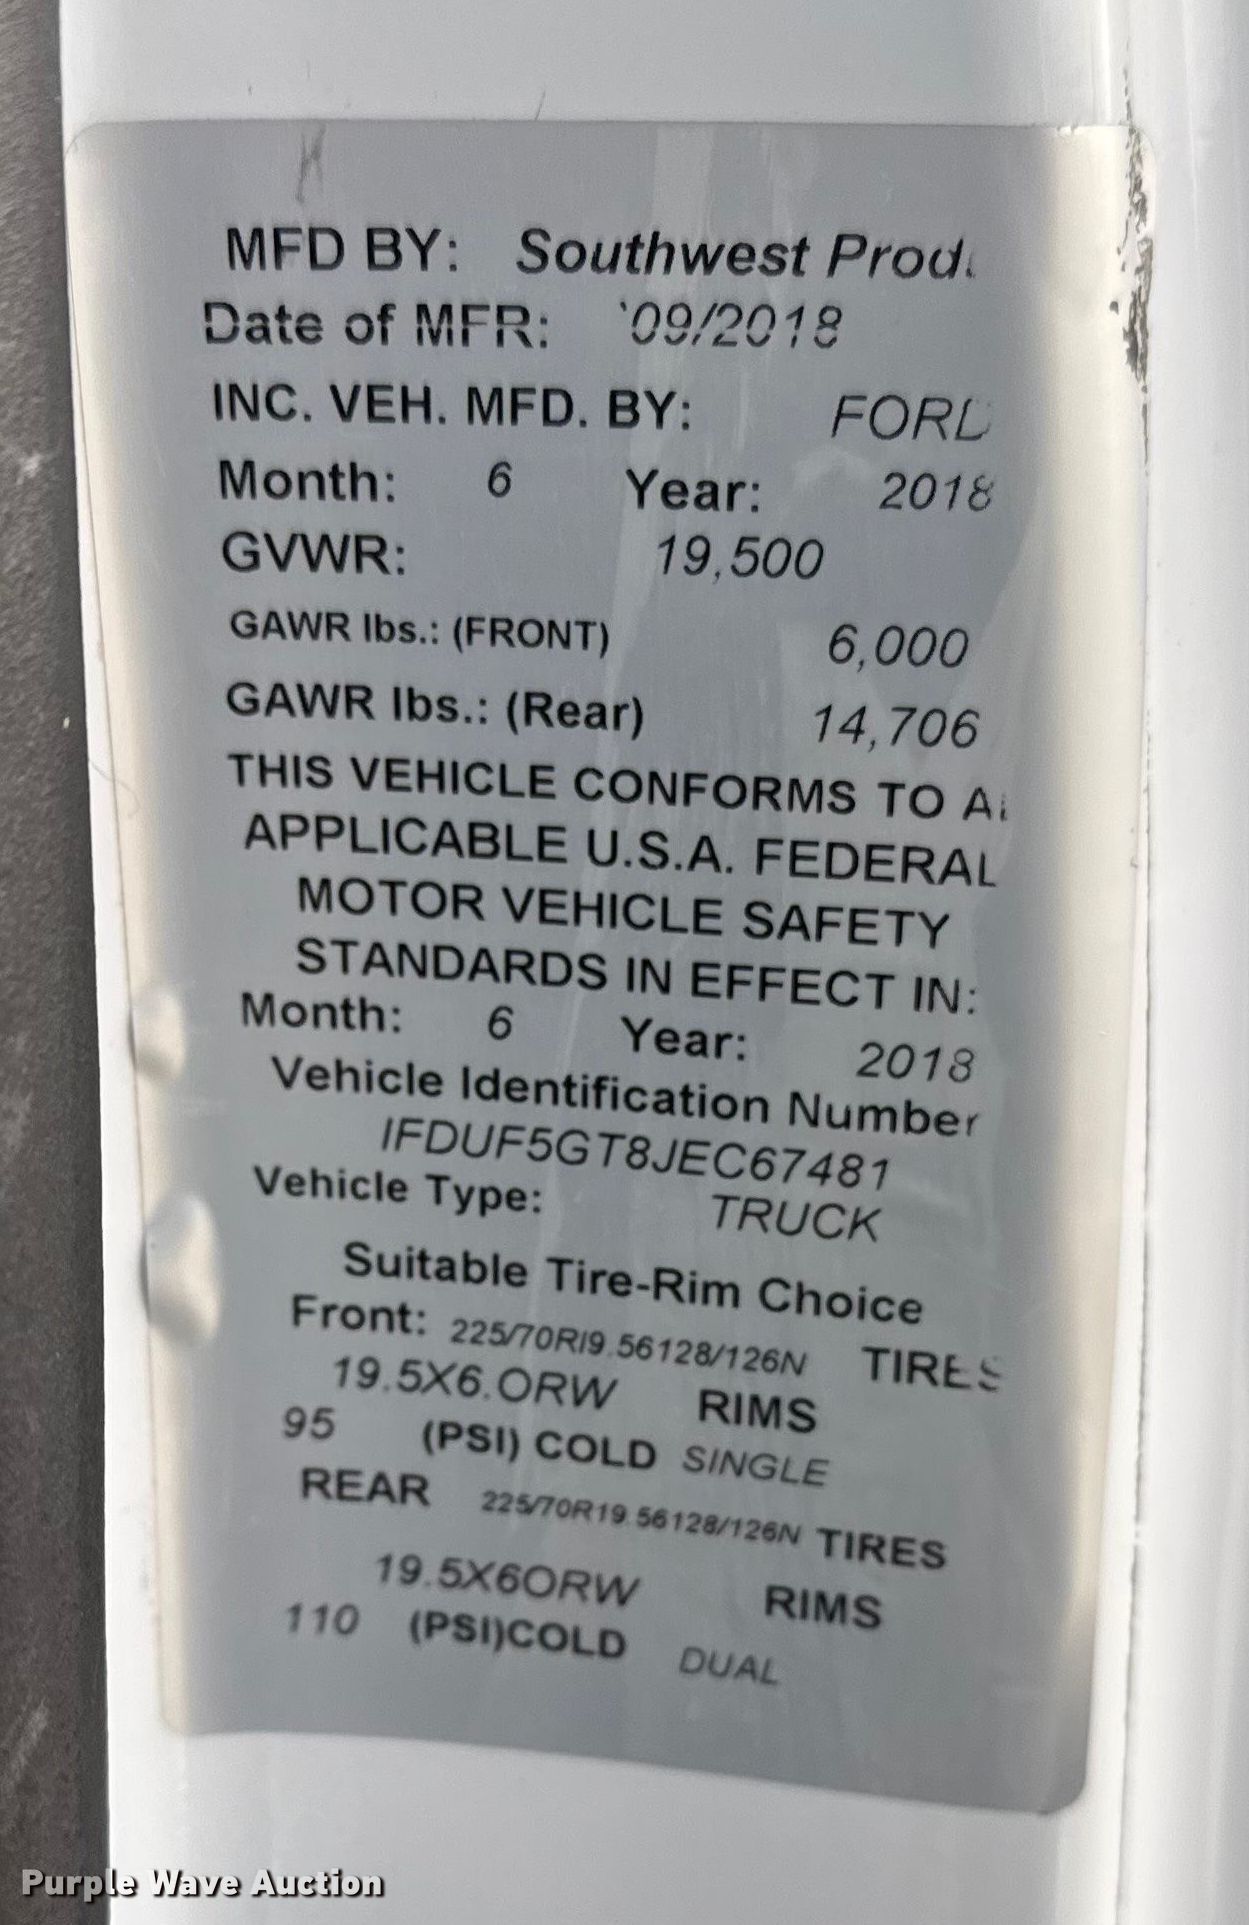 MFD BY: Southwest Prod.
Date of MFR: '09/2018
INC. VEH. MFD. BY: FORD
Month: 6 Year: 2018
GVWR: 19,500
GAWR lbs.: (FRONT) 6,000
GAWR lbs.: (Rear) 14,706
THIS VEHICLE CONFORMS TO AL
APPLICABLE U.S.A. FEDERAL
MOTOR VEHICLE SAFETY
STANDARDS IN EFFECT IN:
Month: 6 Year: 2018
Vehicle Identification Number
IFDUF5GT8JEC67481
Vehicle Type: TRUCK
Suitable Tire-Rim Choice
Front: 225/70RI9.56128/126N TIRES
19.5X6.ORW RIMS
95 (PSI) COLD SINGLE
REAR 225/70R19.56128/126N TIRES
19.5X6ORW RIMS
110 (PSI)COLD DUAL
Purple Wave Auction